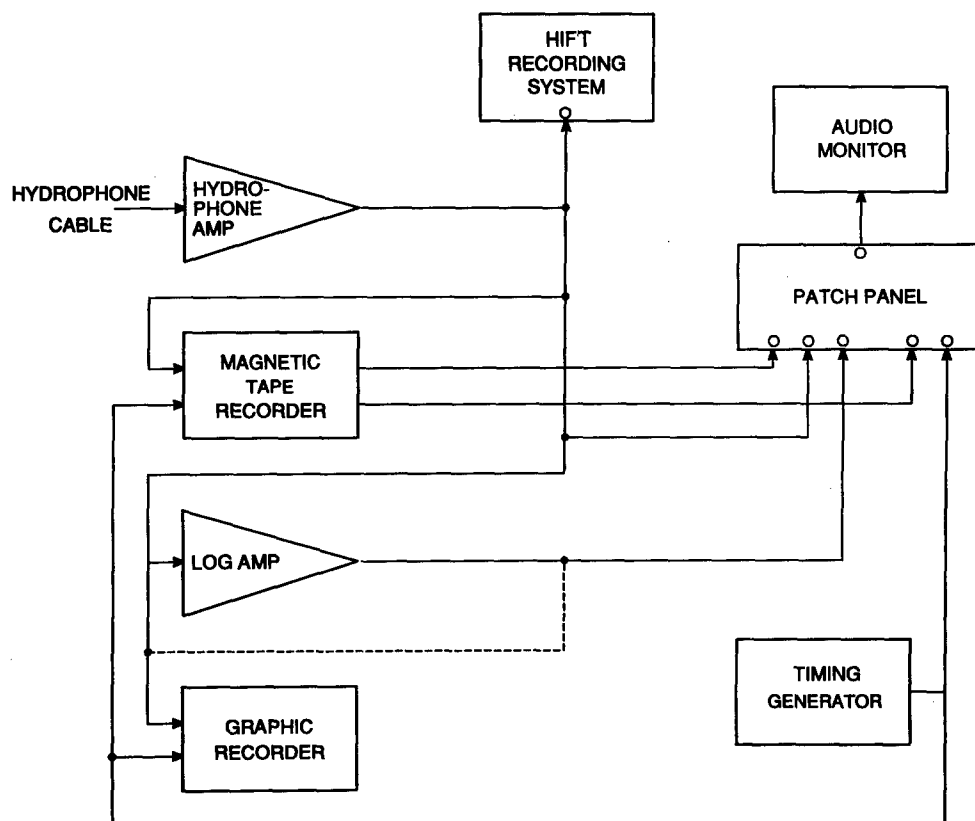 HIFT
RECORDING
SYSTEM
AUDIO
MONITOR
HYDROPHONE
CABLE
HYDRO-
PHONE
AMP
PATCH PANEL
MAGNETIC
TAPE
RECORDER
LOG AMP
TIMING
GENERATOR
GRAPHIC
RECORDER